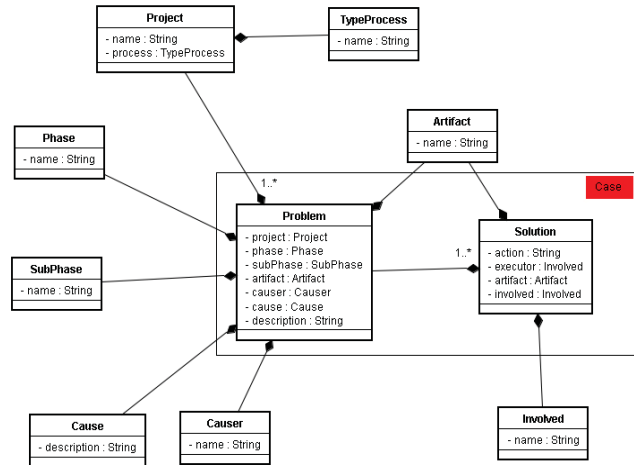 Project
- name : String
- process : TypeProcess
TypeProcess
- name : String
Artifact
- name : String
Phase
- name : String
Case
1..*
Problem
- project : Project
- phase : Phase
- subPhase : SubPhase
- artifact : Artifact
- causer : Causer
- cause : Cause
- description : String
1..*
Solution
- action : String
- executor : Involved
- artifact : Artifact
- involved : Involved
SubPhase
- name : String
Cause
- description : String
Causer
- name : String
Involved
- name : String